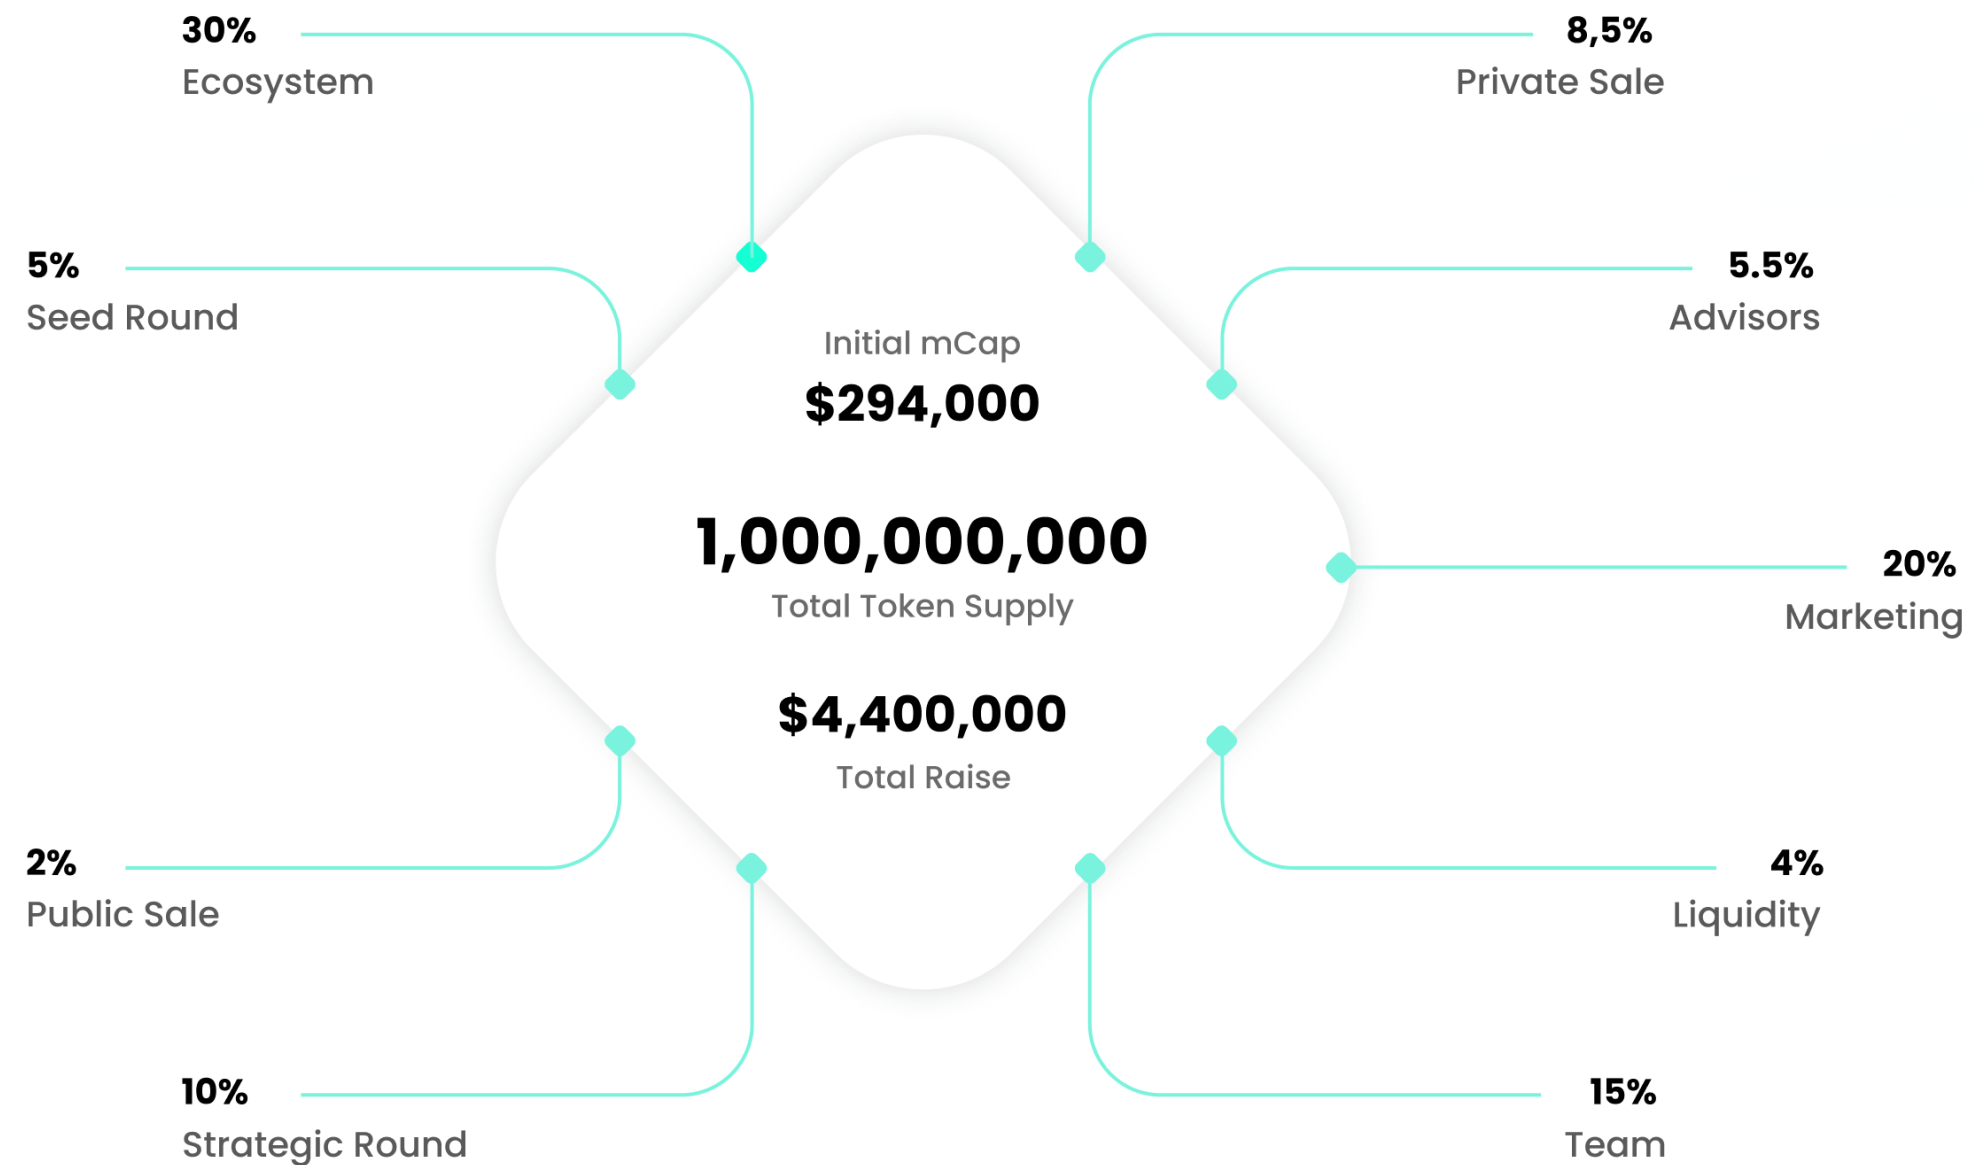 30%
Ecosystem
8,5%
Private Sale
5%
Seed Round
5.5%
Advisors
Initial mCap
$294,000
1,000,000,000
Total Token Supply
20%
Marketing
$4,400,000
Total Raise
2%
Public Sale
4%
Liquidity
10%
Strategic Round
15%
Team